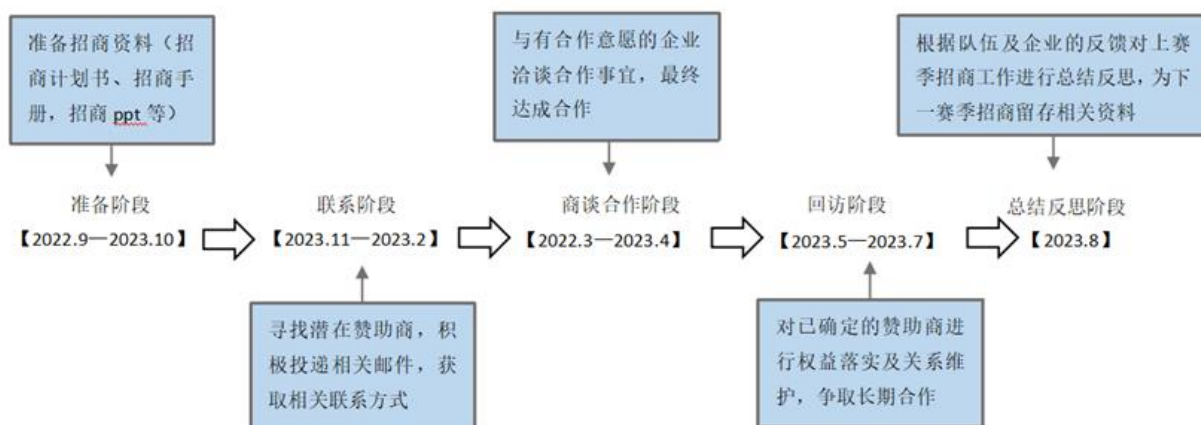 准备招商资料（招
商计划书、招商手
册，招商 ppt 等）
与有合作意愿的企业
洽谈合作事宜，最终
达成合作
根据队伍及企业的反馈对上赛
季招商工作进行总结反思，为下
一赛季招商留存相关资料
准备阶段
【2022.9—2023.10】
联系阶段
【2023.11—2023.2】
商谈合作阶段
【2022.3—2023.4】
回访阶段
【2023.5—2023.7】
总结反思阶段
【2023.8】
寻找潜在赞助商，积
极投递相关邮件，获
取相关联系方式
对已确定的赞助商进
行权益落实及关系维
护，争取长期合作